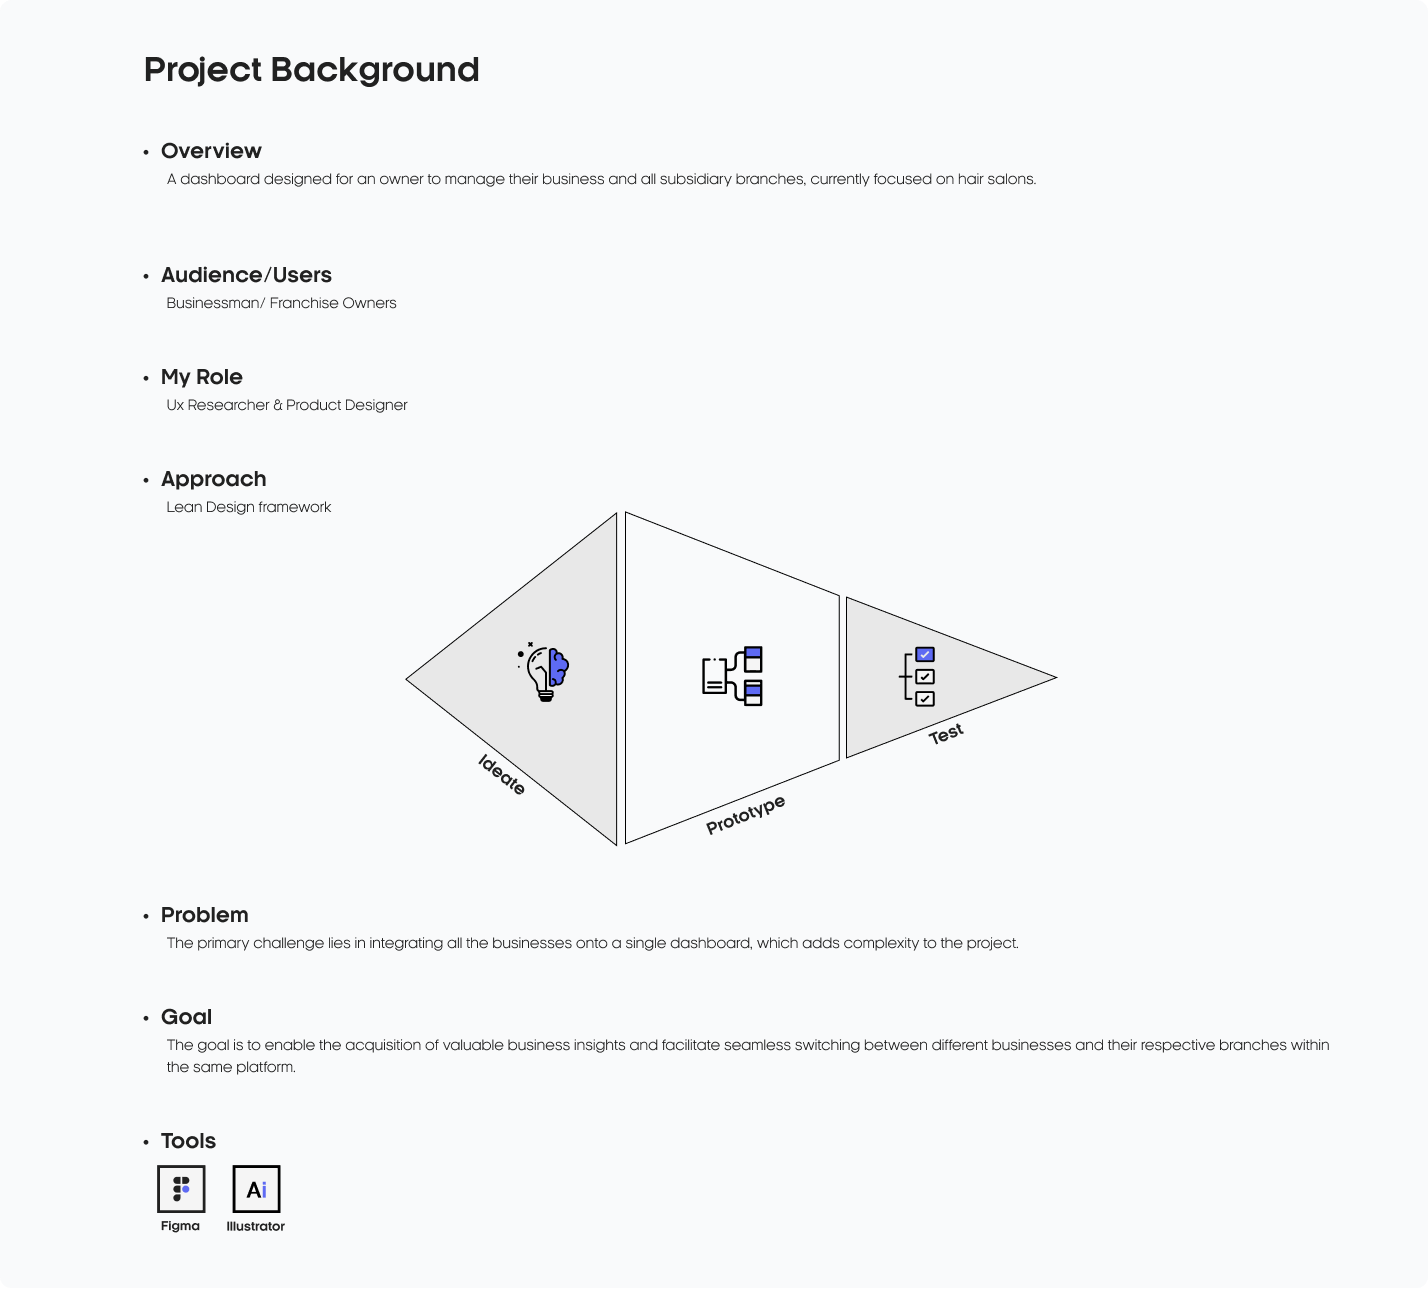 Project Background
• Overview
A dashboard designed for an owner to manage their business and all subsidiary branches, currently focused on hair salons.
• Audience/Users
Businessman/ Franchise Owners
• My Role
Ux Researcher & Product Designer
• Approach
Lean Design framework
Ideate
Prototype
Test
• Problem
The primary challenge lies in integrating all the businesses onto a single dashboard, which adds complexity to the project.
• Goal
The goal is to enable the acquisition of valuable business insights and facilitate seamless switching between different businesses and their respective branches within
the same platform.
• Tools
Ai
Figma
Illustrator